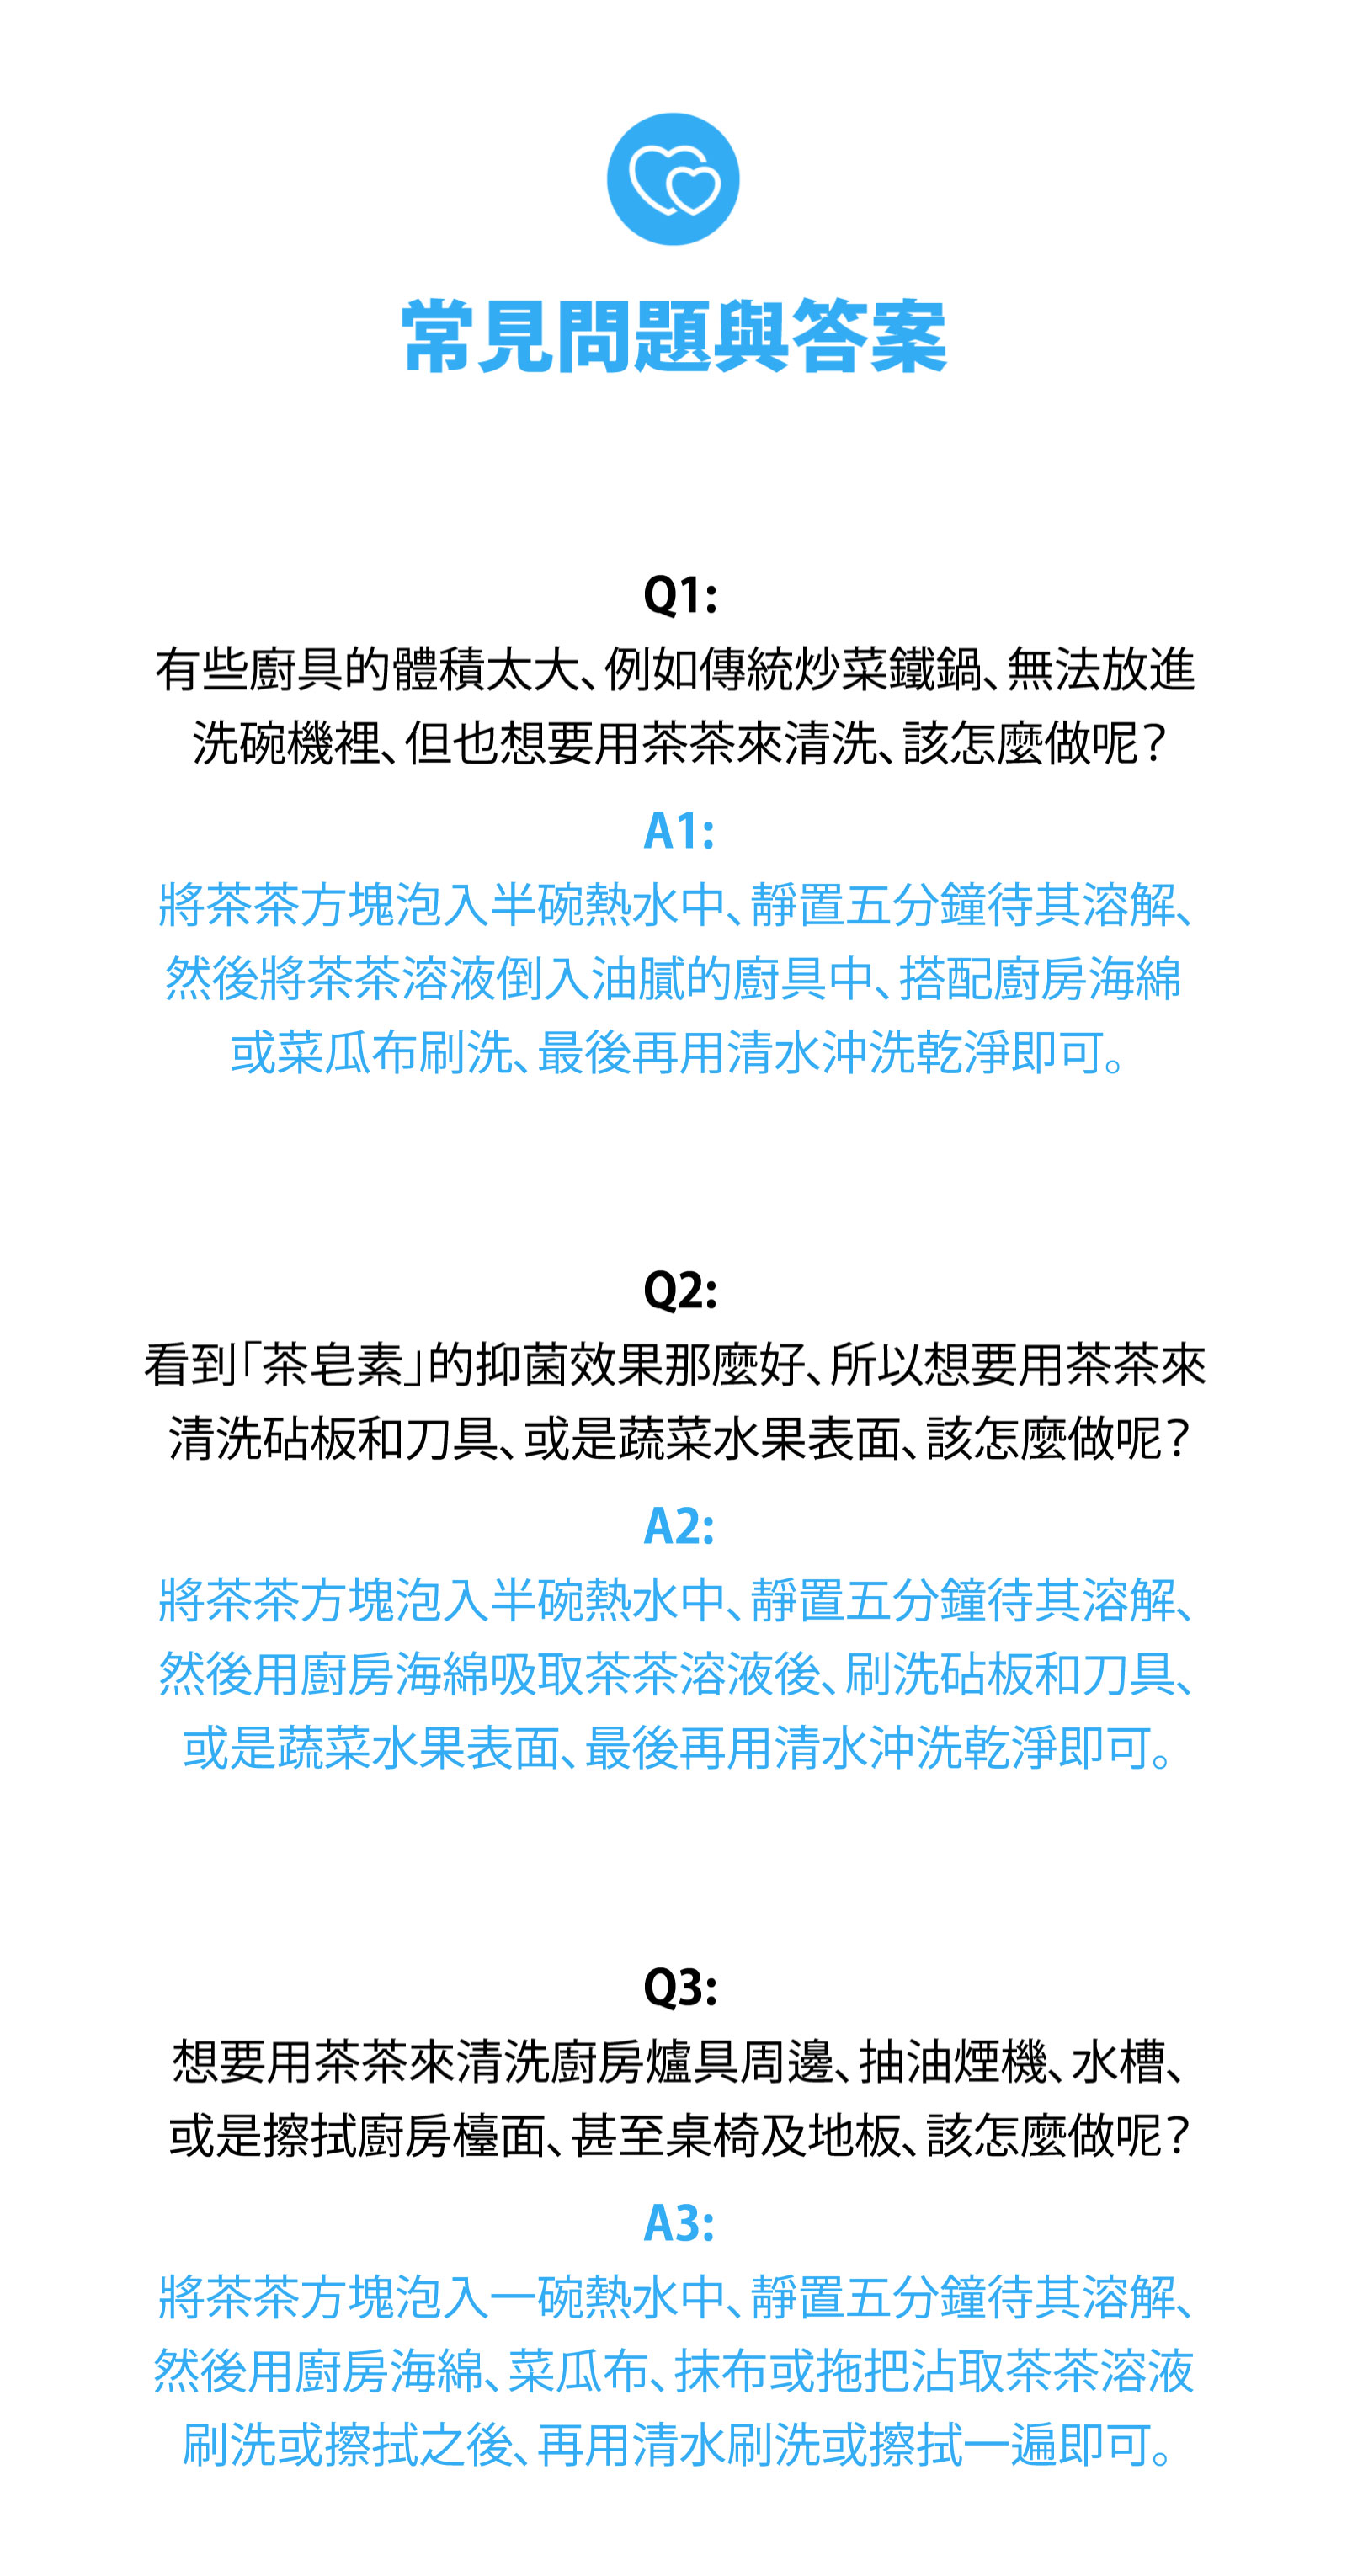 常見問題與答案
Q1:
有些廚具的體積太大、例如傳統炒菜鐵鍋、無法放進
洗碗機裡、但也想要用茶茶來清洗、該怎麼做呢？
A1:
將茶茶方塊泡入半碗熱水中、靜置五分鐘待其溶解、
然後將茶茶溶液倒入油膩的廚具中、搭配廚房海綿
或菜瓜布刷洗、最後再用清水沖洗乾淨即可。
Q2:
看到「茶皂素」的抑菌效果那麼好、所以想要用茶茶來
清洗砧板和刀具、或是蔬菜水果表面、該怎麼做呢？
A2:
將茶茶方塊泡入半碗熱水中、靜置五分鐘待其溶解、
然後用廚房海綿吸取茶茶溶液後、刷洗砧板和刀具、
或是蔬菜水果表面、最後再用清水沖洗乾淨即可。
Q3:
想要用茶茶來清洗廚房爐具周邊、抽油煙機、水槽、
或是擦拭廚房檯面、甚至桌椅及地板、該怎麼做呢？
A3:
將茶茶方塊泡入一碗熱水中、靜置五分鐘待其溶解、
然後用廚房海綿、菜瓜布、抹布或拖把沾取茶茶溶液
刷洗或擦拭之後、再用清水刷洗或擦拭一遍即可。